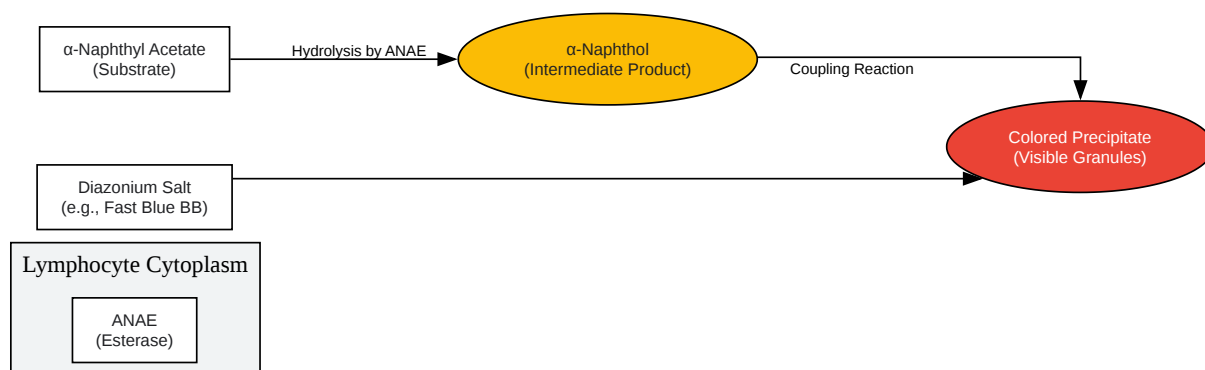 α-Naphthyl Acetate
(Substrate)
Hydrolysis by ANAE
α-Naphthol
(Intermediate Product)
Coupling Reaction
Colored Precipitate
(Visible Granules)
Diazonium Salt
(e.g., Fast Blue BB)
Lymphocyte Cytoplasm
ANAE
(Esterase)